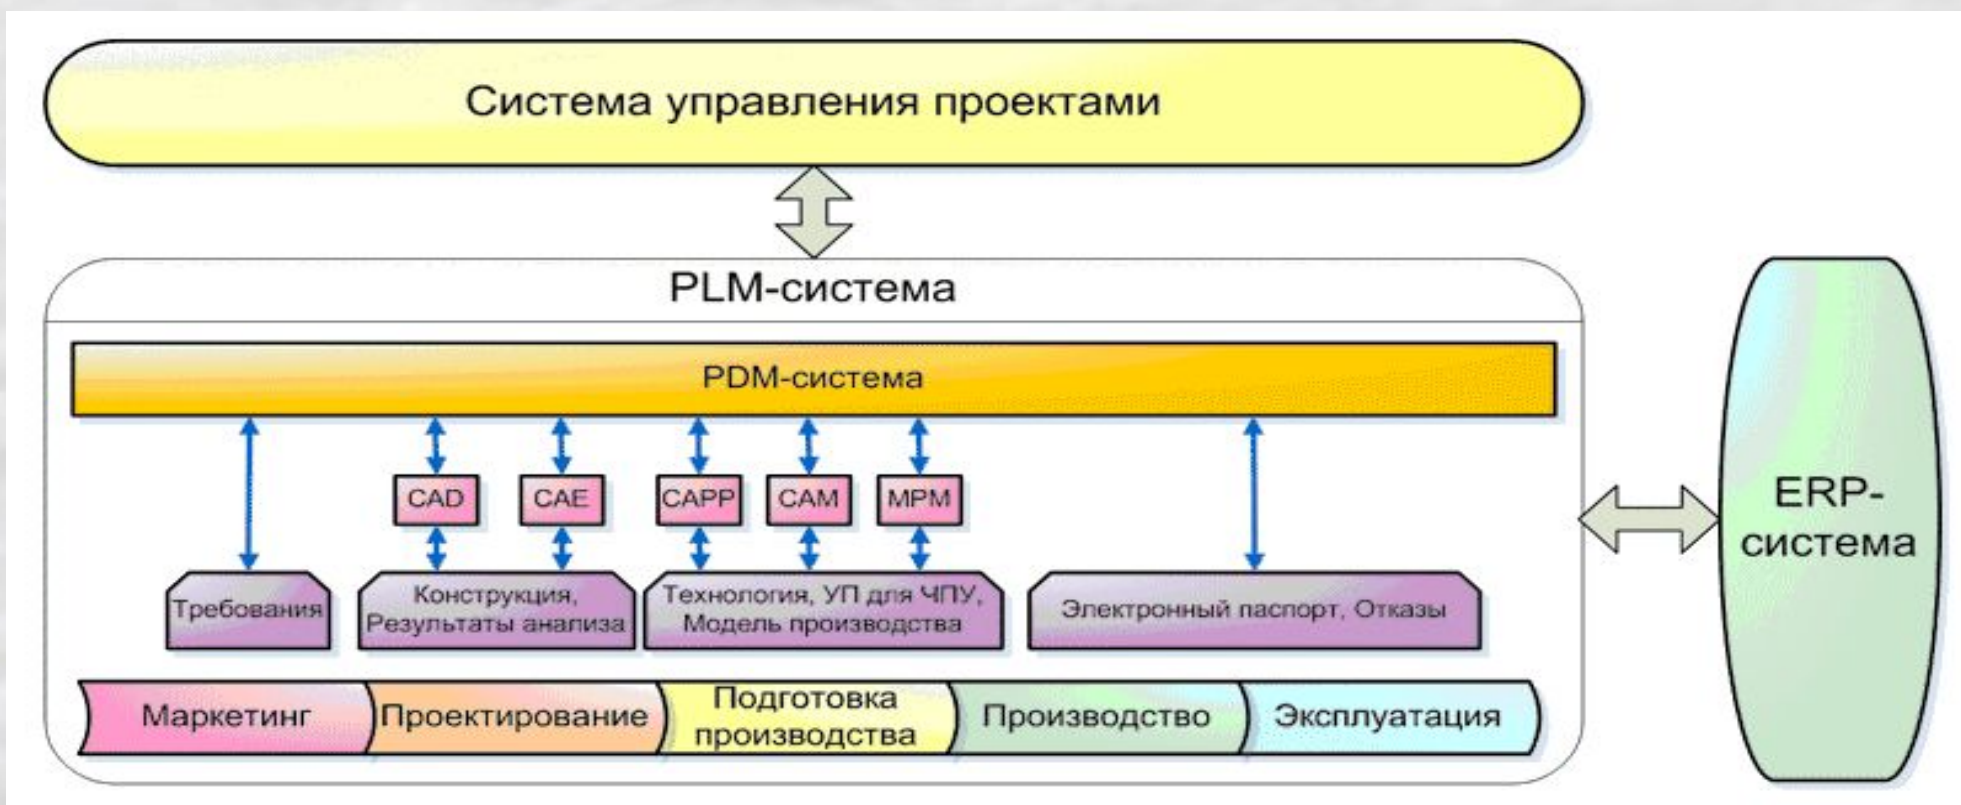 Система управления проектами
PLM-система
PDM-система
CAD
CAE
CAPP
CAM
MPM
ERP-
система
Требования
Конструкция,
Результаты анализа
Технология, УП для ЧПУ,
Модель производства
Электронный паспорт, Отказы
Маркетинг
Проектирование
Подготовка
производства
Производство
Эксплуатация